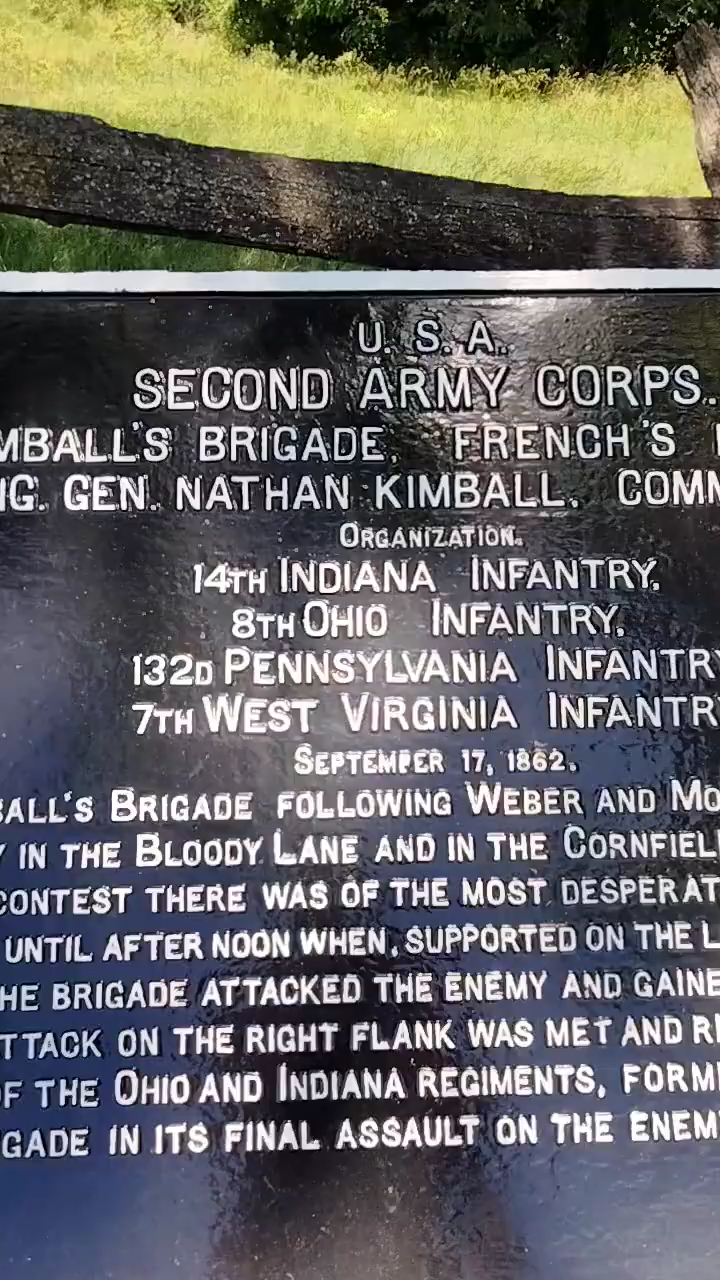 U. S. A.
SECOND ARMY CORPS.
MBALL'S BRIGADE, FRENCH'S
IG. GEN. NATHAN KIMBALL, COMM
ORGANIZATION.
14TH INDIANA INFANTRY,
8TH OHIO INFANTRY,
132D PENNSYLVANIA INFANTRY
7TH WEST VIRGINIA INFANTR
SEPTEMBER 17, 1862.
BALL'S BRIGADE FOLLOWING WEBER AND MO
Y IN THE BLOODY LANE AND IN THE CORNFIEL
CONTEST THERE WAS OF THE MOST DESPERAT
UNTIL AFTER NOON WHEN, SUPPORTED ON THE L
HE BRIGADE ATTACKED THE ENEMY AND GAINE
TTACK ON THE RIGHT FLANK WAS MET AND RE
OF THE OHIO AND INDIANA REGIMENTS, FORMI
GADE IN ITS FINAL ASSAULT ON THE ENEM